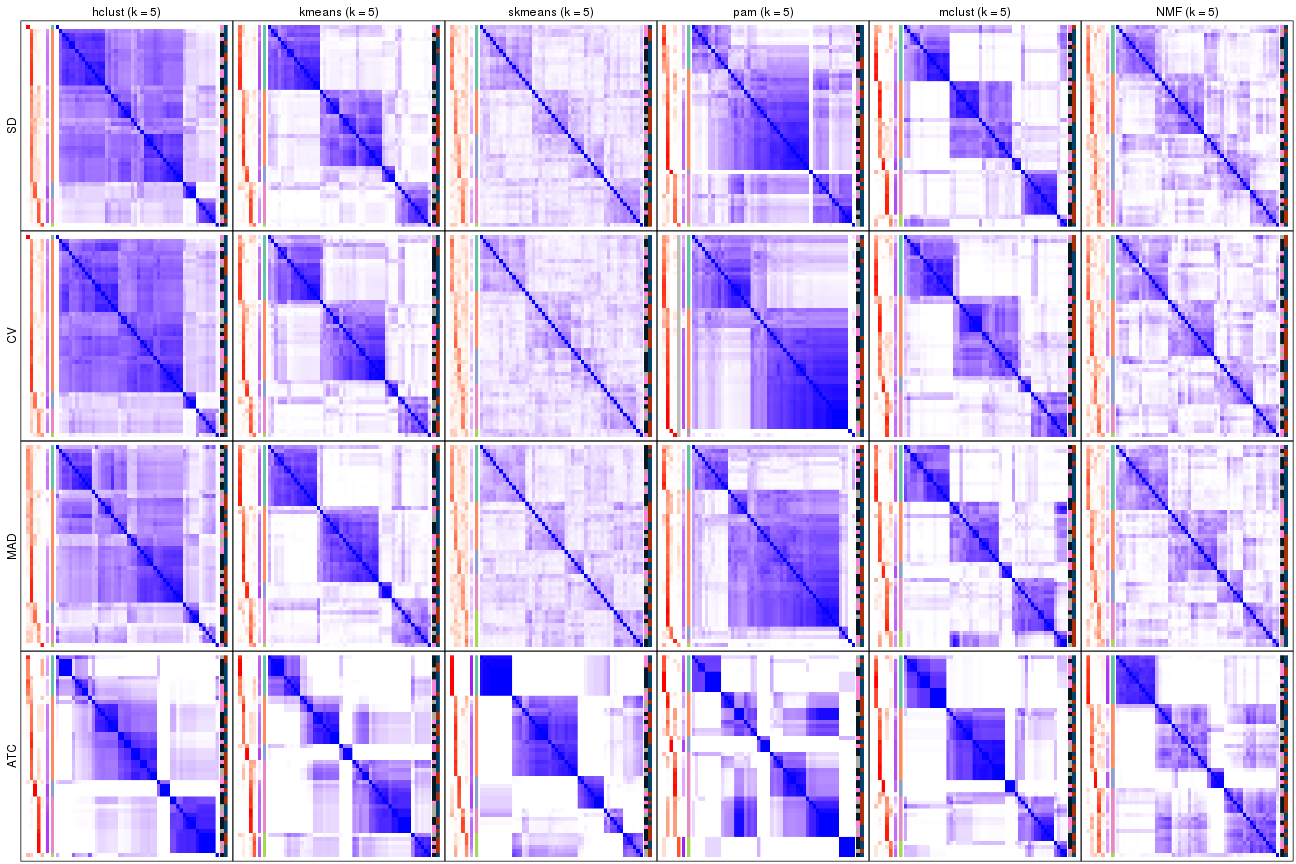 hclust (k = 5) kmeans (k = 5) skmeans (k = 5) pam (k = 5) mclust (k = 5) NMF (k = 5)
SD
CV
MAD
ATC